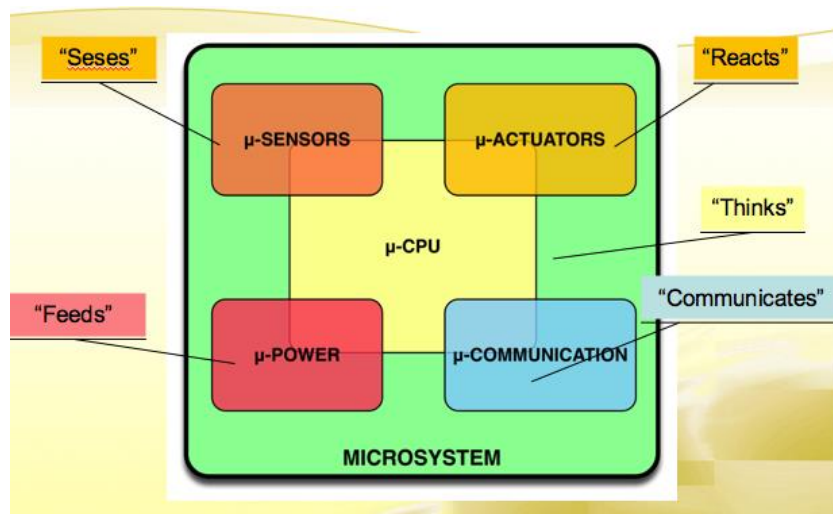 “Seses”
“Reacts”
μ-SENSORS
μ-ACTUATORS
“Thinks”
μ-CPU
“Communicates”
“Feeds”
μ-POWER
μ-COMMUNICATION
MICROSYSTEM